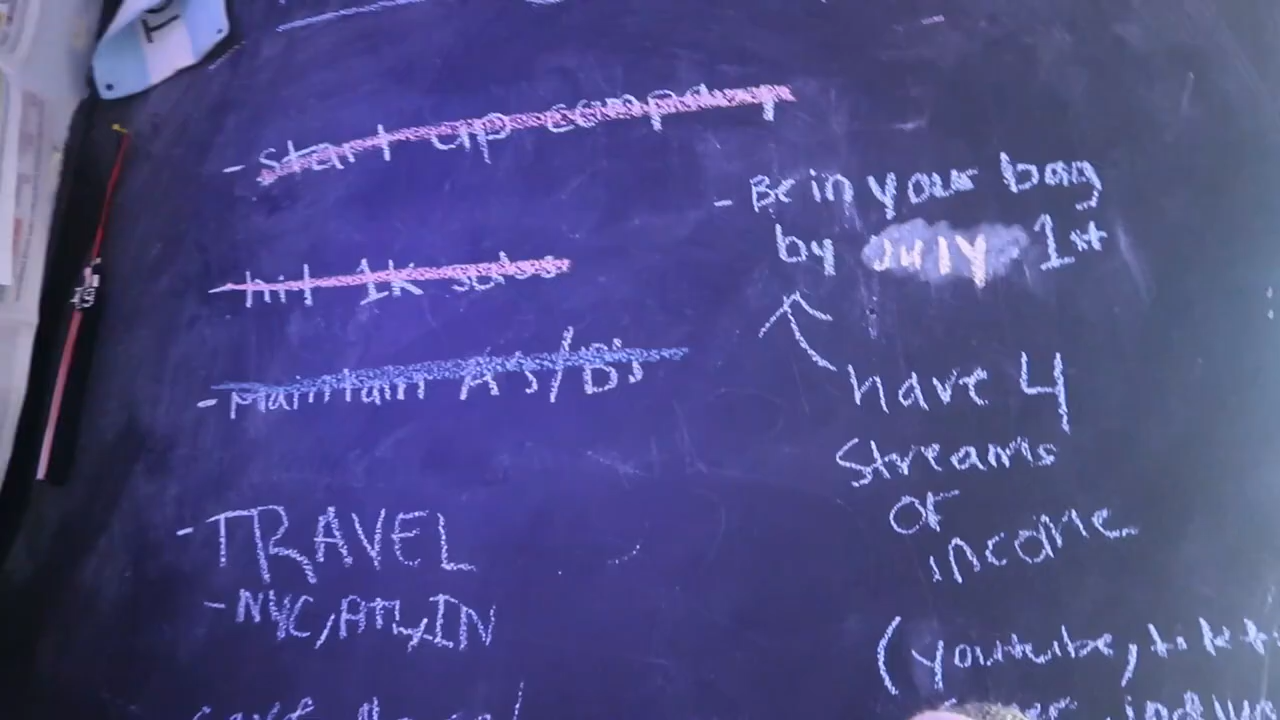 - Start up company
- hit 1K sales
- Maintain A's/B's
- TRAVEL
- NYC, ATL, IN
- Be in your bag
by July 1st
have 4
Streams
of
income
(youtube,